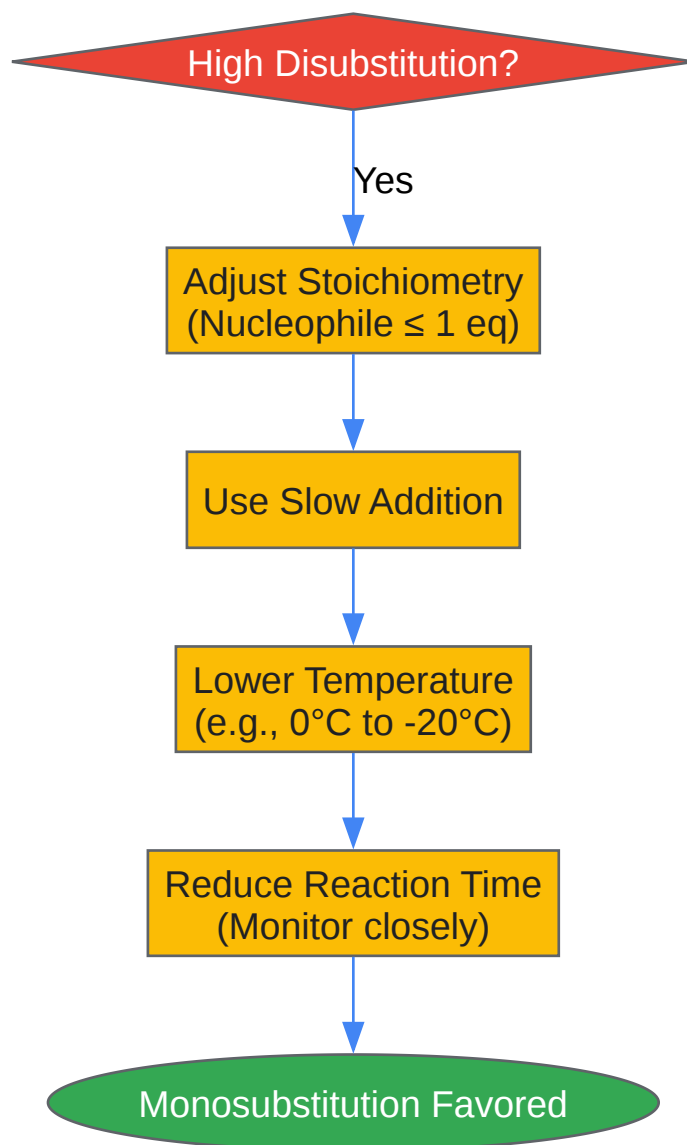 High Disubstitution?
Yes
Adjust Stoichiometry
(Nucleophile ≤ 1 eq)
Use Slow Addition
Lower Temperature
(e.g., 0°C to -20°C)
Reduce Reaction Time
(Monitor closely)
Monosubstitution Favored